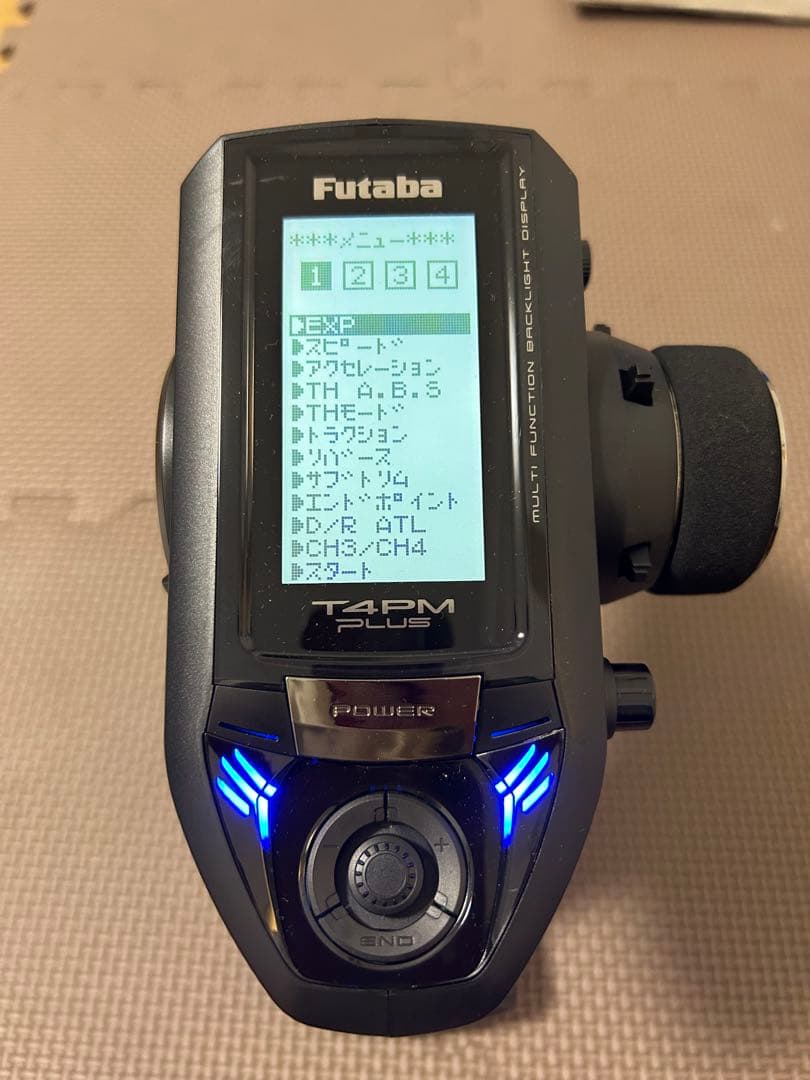 Futaba
***メニュー***
1 2 3 4
▶EXP
▶スピード
▶アクセレーション
▶TH A.B.S
▶THモード
▶トラクション
▶リバース
▶サブトリム
▶エンドポイント
▶D/R ATL
▶CH3/CH4
▶スタート
MULTI FUNCTION BACKLIGHT DISPLAY
T4PM
PLUS
POWER
- +
END